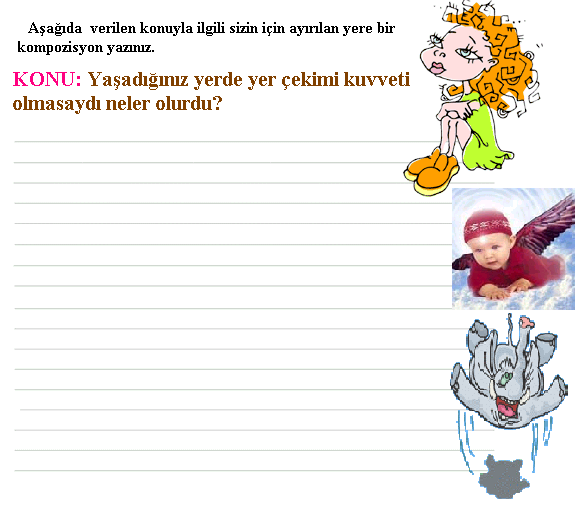 Aşağıda verilen konuyla ilgili sizin için ayırılan yere bir
kompozisyon yazınız.
KONU: Yaşadığınız yerde yer çekimi kuvveti
olmasaydı neler olurdu?